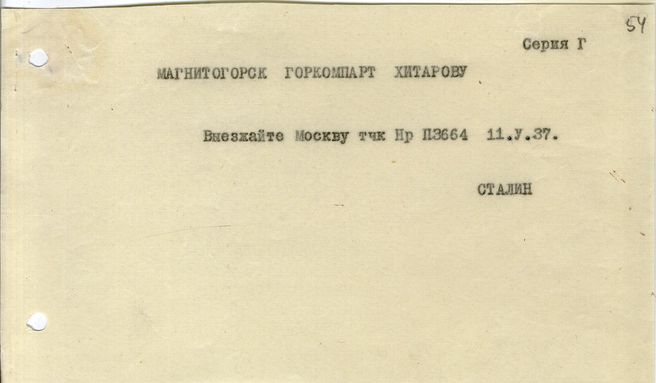 54
Серия Г
МАГНИТОГОРСК ГОРКОМПАРТ ХИТАРОВУ
Выезжайте Москву тчк Нр П3664 11.У.37.
СТАЛИН